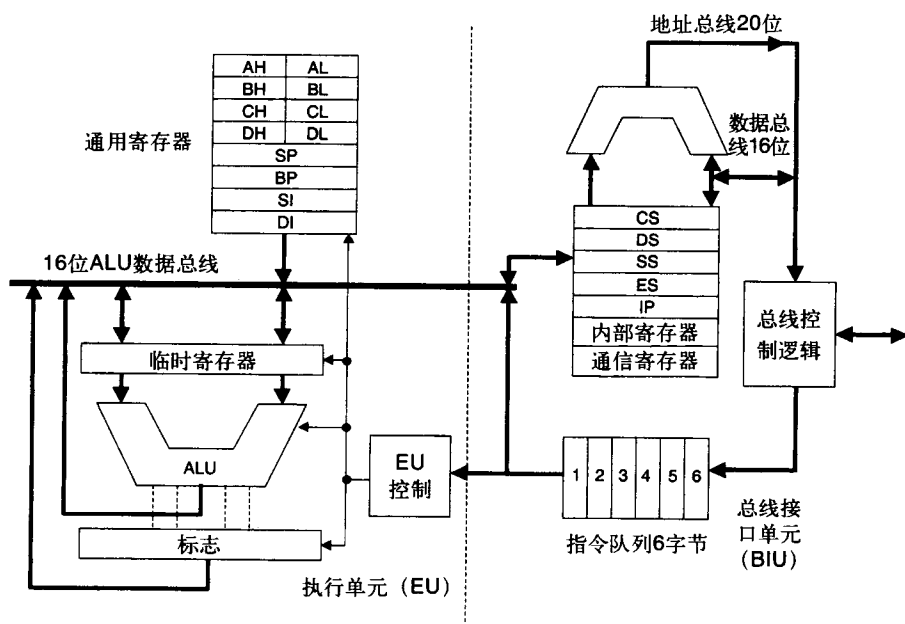 地址总线20位
AH AL
BH BL
CH CL
DH DL
SP
BP
SI
DI
通用寄存器
数据总
线16位
CS
DS
SS
ES
IP
内部寄存器
通信寄存器
16位ALU数据总线
总线控
制逻辑
临时寄存器
ALU
EU
控制
1 2 3 4 5 6
标志
指令队列6字节
总线接
口单元
(BIU)
执行单元（EU）